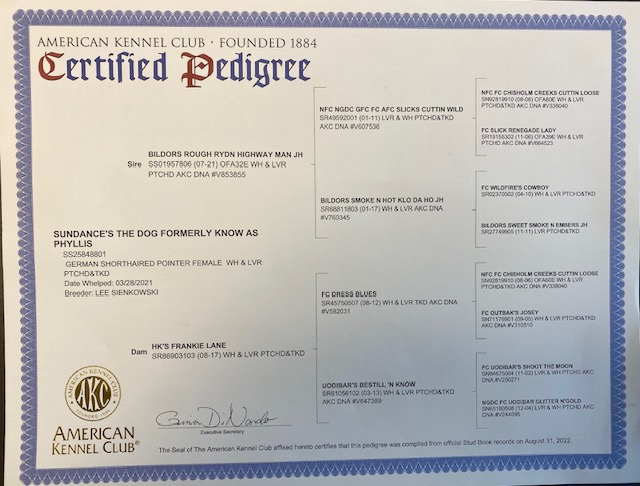 AMERICAN KENNEL CLUB • FOUNDED 1884
Certified Pedigree
NFC NGDC GFC FC AFC SLICKS CUTTIN WILD
SR49592001 (01-11) LVR & WH PTCHD&TKD
AKC DNA #V607536
NFC FC CHISHOLM CREEKS CUTTIN LOOSE
SN92819910 (08-06) OFA60E WH & LVR
PTCHD&TKD AKC DNA #V338040
FC SLICK RENEGADE LADY
SR19155302 (11-06) OFA39E WH & LVR
PTCHD AKC DNA #V664523
BILDORS ROUGH RYDN HIGHWAY MAN JH
Sire SS01957806 (07-21) OFA32E WH & LVR
PTCHD AKC DNA #V853855
BILDORS SMOKE N HOT KLO DA HO JH
SR68811803 (01-17) WH & LVR AKC DNA
#V760345
FC WILDFIRE'S COWBOY
SR02370502 (04-10) WH & LVR PTCHD&TKD
BILDORS SWEET SMOKE N EMBERS JH
SR27749905 (11-11) LVR PTCHD&TKD
SUNDANCE'S THE DOG FORMERLY KNOW AS
PHYLLIS
SS25848801
GERMAN SHORTHAIRED POINTER FEMALE WH & LVR
PTCHD&TKD
Date Whelped: 03/28/2021
Breeder: LEE SIENKOWSKI
FC DRESS BLUES
SR45750507 (08-12) WH & LVR TKD AKC DNA
#V582031
NFC FC CHISHOLM CREEKS CUTTIN LOOSE
SN92819910 (08-06) OFA60E WH & LVR
PTCHD&TKD AKC DNA #V338040
FC OUTBAK'S JOSEY
SN71176901 (09-05) WH & LVR PTCHD&TKD
AKC DNA #V310510
HK'S FRANKIE LANE
Dam SR86903103 (08-17) WH & LVR PTCHD&TKD
UODIBAR'S BESTILL 'N KNOW
SR61056102 (03-13) WH & LVR PTCHD&TKD
AKC DNA #V647389
FC UODIBAR'S SHOOT THE MOON
SN84675004 (11-02) LVR & WH PTCHD AKC
DNA #V250271
NGDC FC UODIBAR GLITTER N'GOLD
SN65180508 (12-04) LVR & WH PTCHD AKC
DNA #V244095
AMERICAN KENNEL CLUB
AKC
FOUNDED 1884
AMERICAN
KENNEL CLUB®
Executive Secretary
The Seal of The American Kennel Club affixed hereto certifies that this pedigree was compiled from official Stud Book records on August 31, 2022.